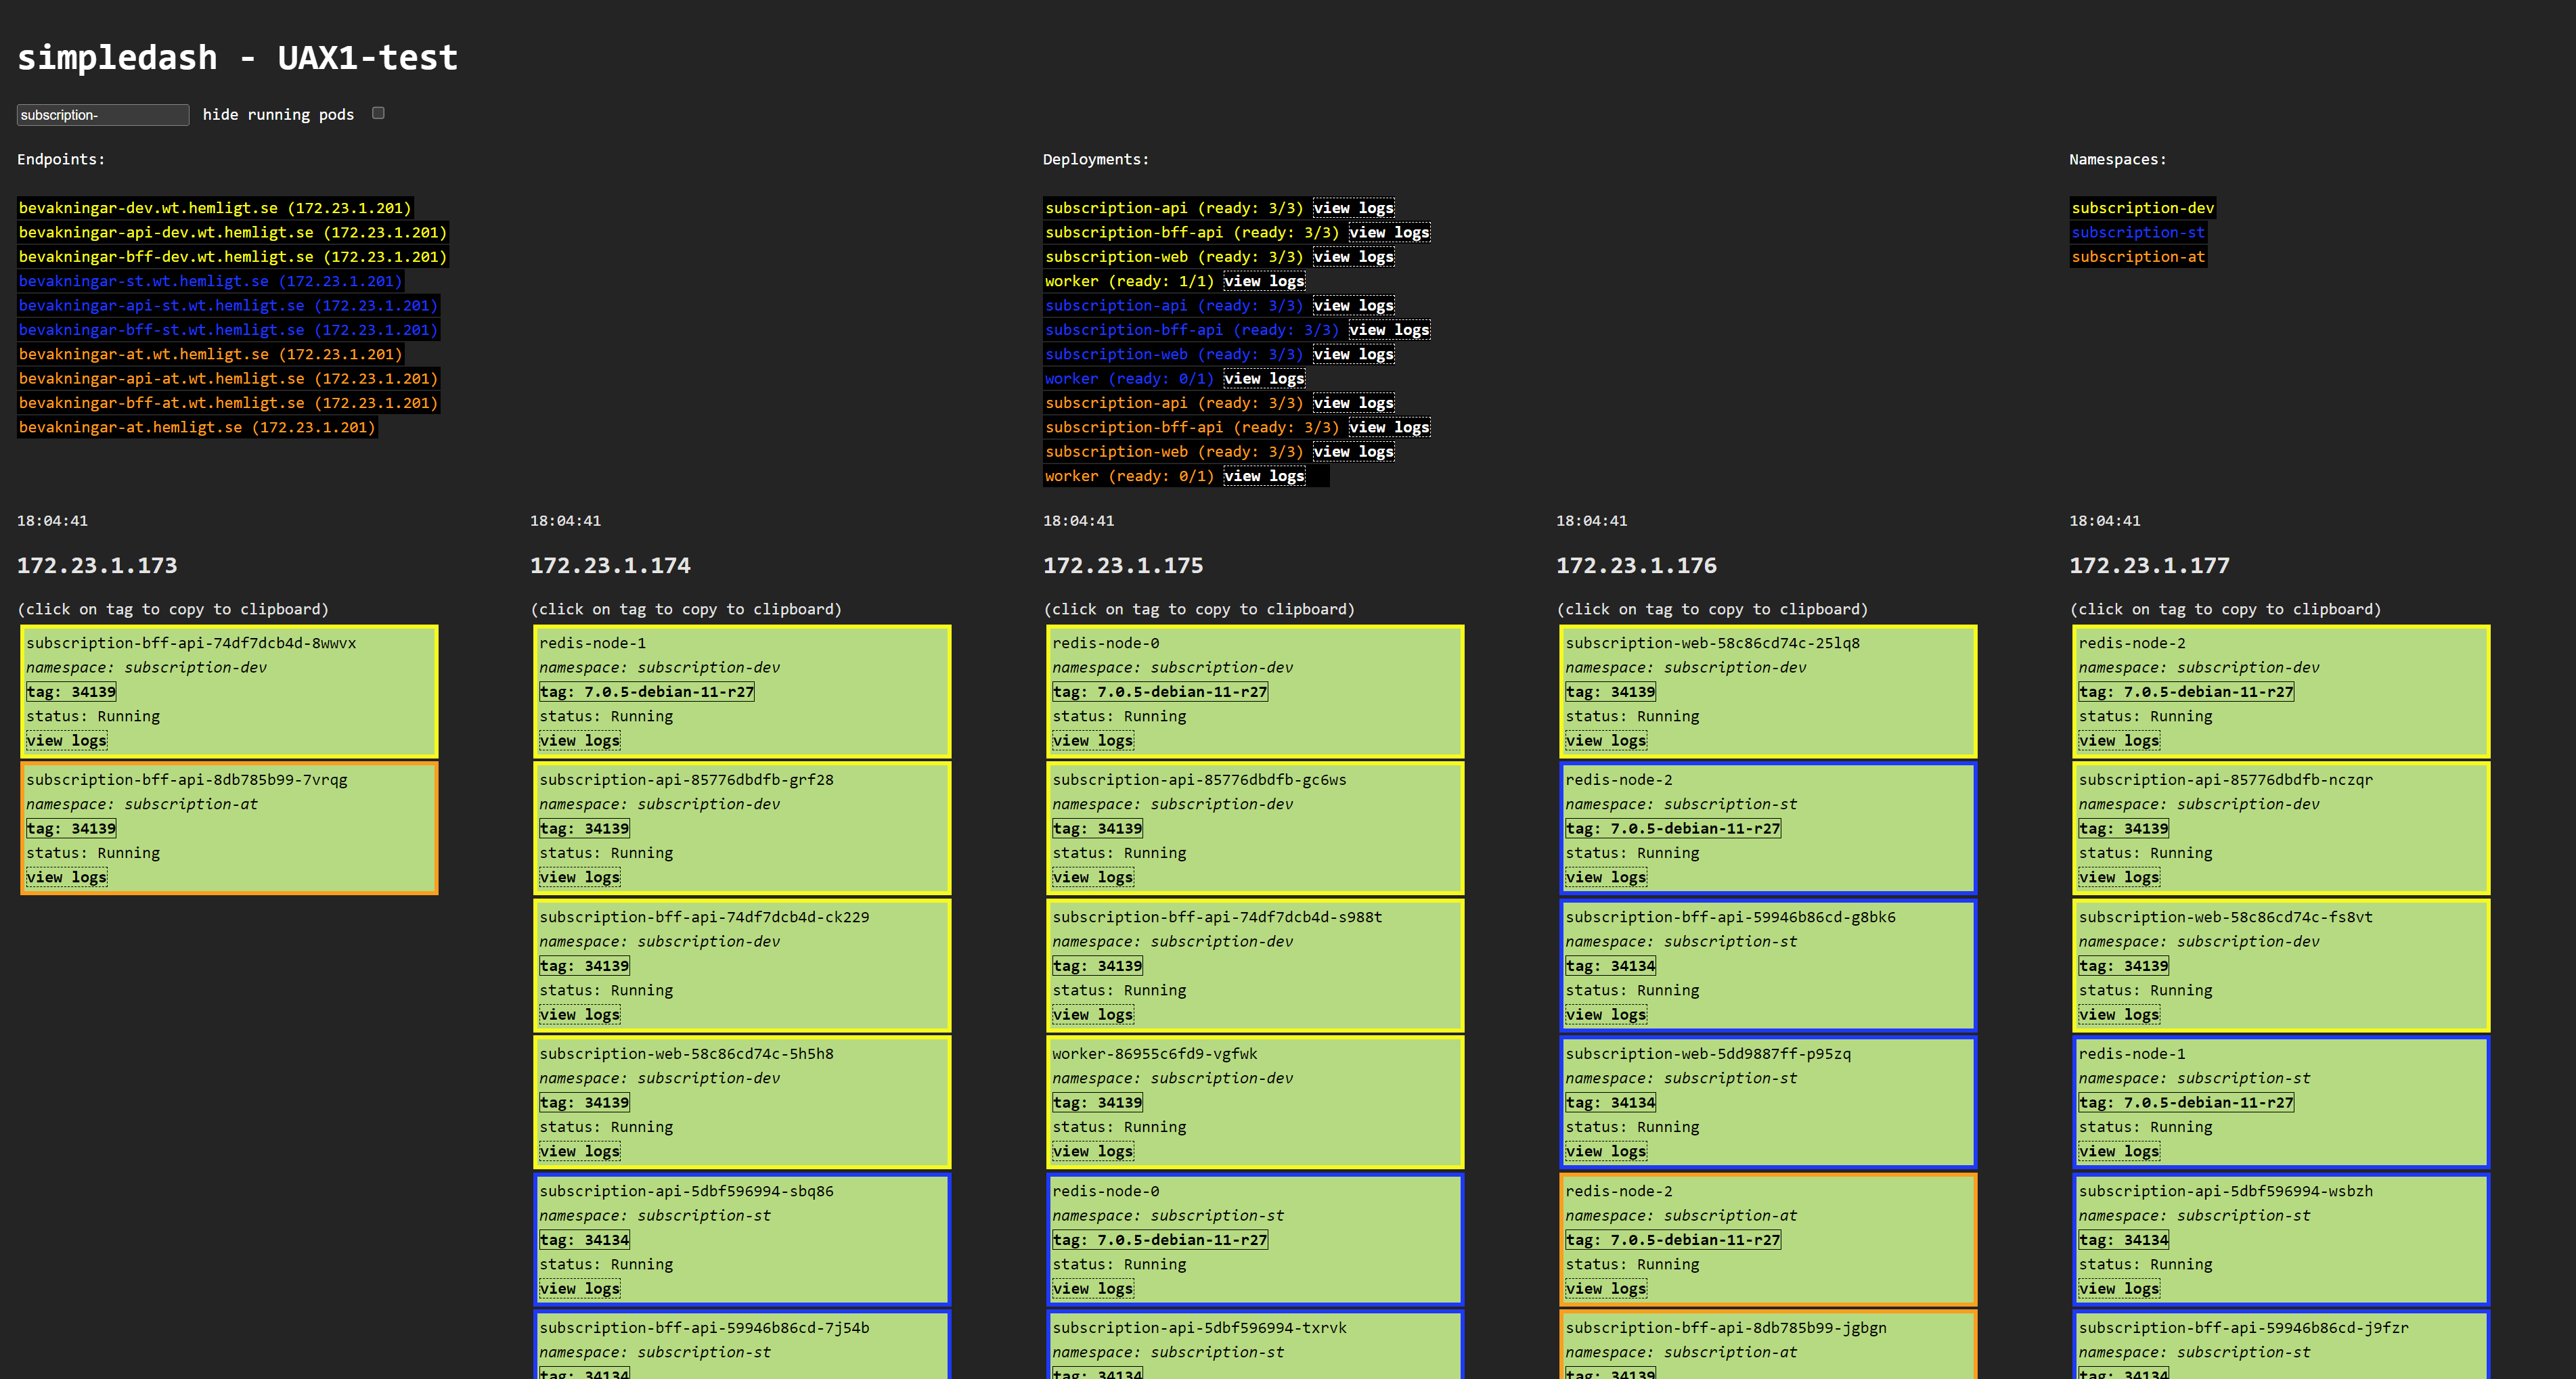 simpledash - UAX1-test
subscription-
hide running pods
Endpoints:
bevakningar-dev.wt.hemligt.se (172.23.1.201)
bevakningar-api-dev.wt.hemligt.se (172.23.1.201)
bevakningar-bff-dev.wt.hemligt.se (172.23.1.201)
bevakningar-st.wt.hemligt.se (172.23.1.201)
bevakningar-api-st.wt.hemligt.se (172.23.1.201)
bevakningar-bff-st.wt.hemligt.se (172.23.1.201)
bevakningar-at.wt.hemligt.se (172.23.1.201)
bevakningar-api-at.wt.hemligt.se (172.23.1.201)
bevakningar-bff-at.wt.hemligt.se (172.23.1.201)
bevakningar-at.hemligt.se (172.23.1.201)
Deployments:
subscription-api (ready: 3/3) view logs
subscription-bff-api (ready: 3/3) view logs
subscription-web (ready: 3/3) view logs
worker (ready: 1/1) view logs
subscription-api (ready: 3/3) view logs
subscription-bff-api (ready: 3/3) view logs
subscription-web (ready: 3/3) view logs
worker (ready: 0/1) view logs
subscription-api (ready: 3/3) view logs
subscription-bff-api (ready: 3/3) view logs
subscription-web (ready: 3/3) view logs
worker (ready: 0/1) view logs
Namespaces:
subscription-dev
subscription-st
subscription-at
18:04:41
172.23.1.173
(click on tag to copy to clipboard)
subscription-bff-api-74df7dcb4d-8wwvx
namespace: subscription-dev
tag: 34139
status: Running
view logs
subscription-bff-api-8db785b99-7vrqg
namespace: subscription-at
tag: 34139
status: Running
view logs
18:04:41
172.23.1.174
(click on tag to copy to clipboard)
redis-node-1
namespace: subscription-dev
tag: 7.0.5-debian-11-r27
status: Running
view logs
subscription-api-85776dbdfb-grf28
namespace: subscription-dev
tag: 34139
status: Running
view logs
subscription-bff-api-74df7dcb4d-ck229
namespace: subscription-dev
tag: 34139
status: Running
view logs
subscription-web-58c86cd74c-5h5h8
namespace: subscription-dev
tag: 34139
status: Running
view logs
subscription-api-5dbf596994-sbq86
namespace: subscription-st
tag: 34134
status: Running
view logs
subscription-bff-api-59946b86cd-7j54b
namespace: subscription-st
tag: 34134
18:04:41
172.23.1.175
(click on tag to copy to clipboard)
redis-node-0
namespace: subscription-dev
tag: 7.0.5-debian-11-r27
status: Running
view logs
subscription-api-85776dbdfb-gc6ws
namespace: subscription-dev
tag: 34139
status: Running
view logs
subscription-bff-api-74df7dcb4d-s988t
namespace: subscription-dev
tag: 34139
status: Running
view logs
worker-86955c6fd9-vgfwk
namespace: subscription-dev
tag: 34139
status: Running
view logs
redis-node-0
namespace: subscription-st
tag: 7.0.5-debian-11-r27
status: Running
view logs
subscription-api-5dbf596994-txrvk
namespace: subscription-st
tag: 34134
18:04:41
172.23.1.176
(click on tag to copy to clipboard)
subscription-web-58c86cd74c-25lq8
namespace: subscription-dev
tag: 34139
status: Running
view logs
redis-node-2
namespace: subscription-st
tag: 7.0.5-debian-11-r27
status: Running
view logs
subscription-bff-api-59946b86cd-g8bk6
namespace: subscription-st
tag: 34134
status: Running
view logs
subscription-web-5dd9887ff-p95zq
namespace: subscription-st
tag: 34134
status: Running
view logs
redis-node-2
namespace: subscription-at
tag: 7.0.5-debian-11-r27
status: Running
view logs
subscription-bff-api-8db785b99-jgbgn
namespace: subscription-at
tag: 34139
18:04:41
172.23.1.177
(click on tag to copy to clipboard)
redis-node-2
namespace: subscription-dev
tag: 7.0.5-debian-11-r27
status: Running
view logs
subscription-api-85776dbdfb-nczqr
namespace: subscription-dev
tag: 34139
status: Running
view logs
subscription-web-58c86cd74c-fs8vt
namespace: subscription-dev
tag: 34139
status: Running
view logs
redis-node-1
namespace: subscription-st
tag: 7.0.5-debian-11-r27
status: Running
view logs
subscription-api-5dbf596994-wsbzh
namespace: subscription-st
tag: 34134
status: Running
view logs
subscription-bff-api-59946b86cd-j9fzr
namespace: subscription-st
tag: 34134